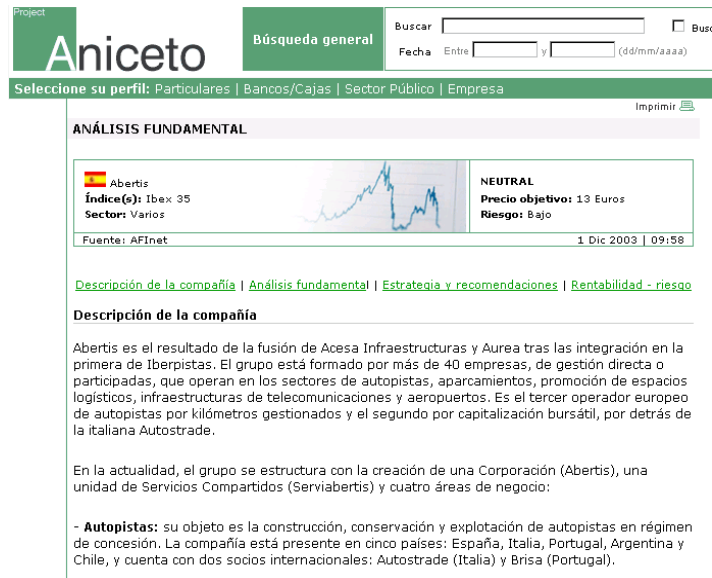 Project
Aniceto
Búsqueda general
Buscar
Fecha Entre y (dd/mm/aaaa)
Seleccione su perfil: Particulares | Bancos/Cajas | Sector Público | Empresa
Imprimir
ANÁLISIS FUNDAMENTAL
Abertis
Índice(s): Ibex 35
Sector: Varios
NEUTRAL
Precio objetivo: 13 Euros
Riesgo: Bajo
Fuente: AFInet
1 Dic 2003 | 09:58
Descripción de la compañía | Análisis fundamental | Estrategia y recomendaciones | Rentabilidad - riesgo
Descripción de la compañía
Abertis es el resultado de la fusión de Acesa Infraestructuras y Aurea tras las integración en la
primera de Iberpistas. El grupo está formado por más de 40 empresas, de gestión directa o
participadas, que operan en los sectores de autopistas, aparcamientos, promoción de espacios
logísticos, infraestructuras de telecomunicaciones y aeropuertos. Es el tercer operador europeo
de autopistas por kilómetros gestionados y el segundo por capitalización bursátil, por detrás de
la italiana Autostrade.
En la actualidad, el grupo se estructura con la creación de una Corporación (Abertis), una
unidad de Servicios Compartidos (Serviabertis) y cuatro áreas de negocio:
- Autopistas: su objeto es la construcción, conservación y explotación de autopistas en régimen
de concesión. La compañía está presente en cinco países: España, Italia, Portugal, Argentina y
Chile, y cuenta con dos socios internacionales: Autostrade (Italia) y Brisa (Portugal).